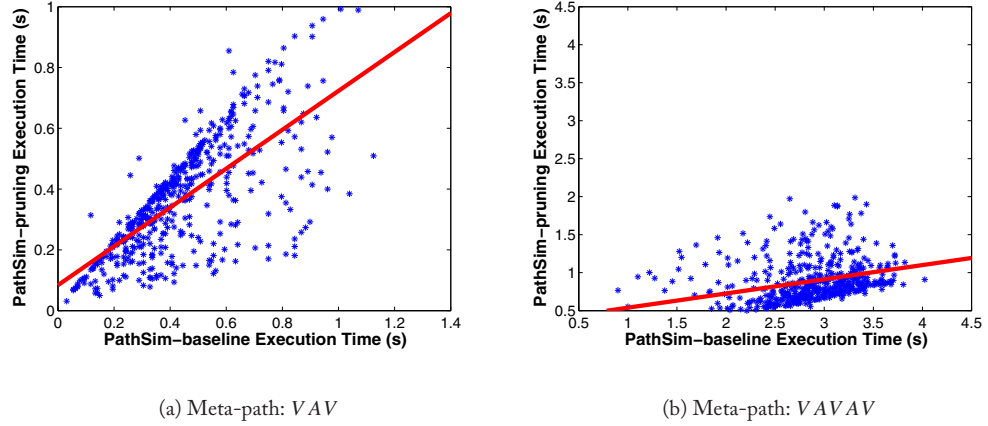 PathSim−pruning Execution Time (s)
1
0.8
0.6
0.4
0.2
0
0 0.2 0.4 0.6 0.8 1 1.2 1.4
PathSim−baseline Execution Time (s)
(a) Meta-path: VAV
PathSim−pruning Execution Time (s)
4.5
4
3.5
3
2.5
2
1.5
1
0.5
0.5 1 1.5 2 2.5 3 3.5 4 4.5
PathSim−baseline Execution Time (s)
(b) Meta-path: VAVAV